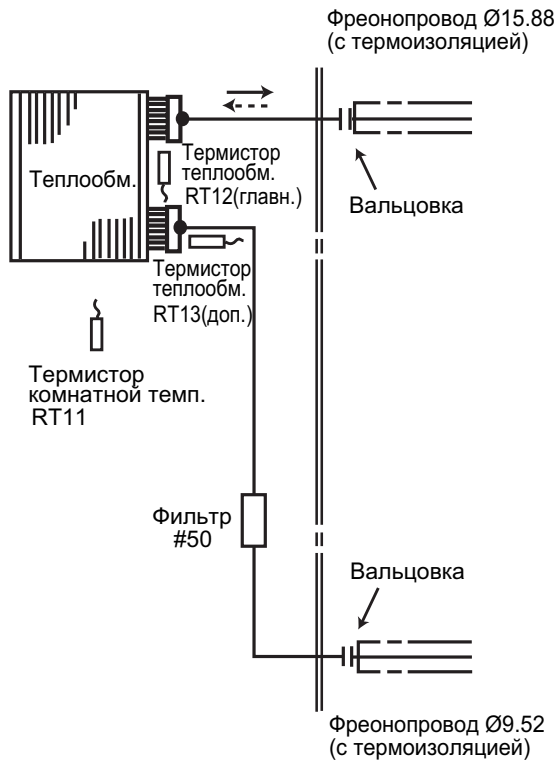 Фреонопровод Ø15.88
(с термоизоляцией)
Теплообм.
Термистор
теплообм.
RT12(главн.)
Вальцовка
Термистор
теплообм.
RT13(доп.)
Термистор
комнатной темп.
RT11
Фильтр
#50
Вальцовка
Фреонопровод Ø9.52
(с термоизоляцией)